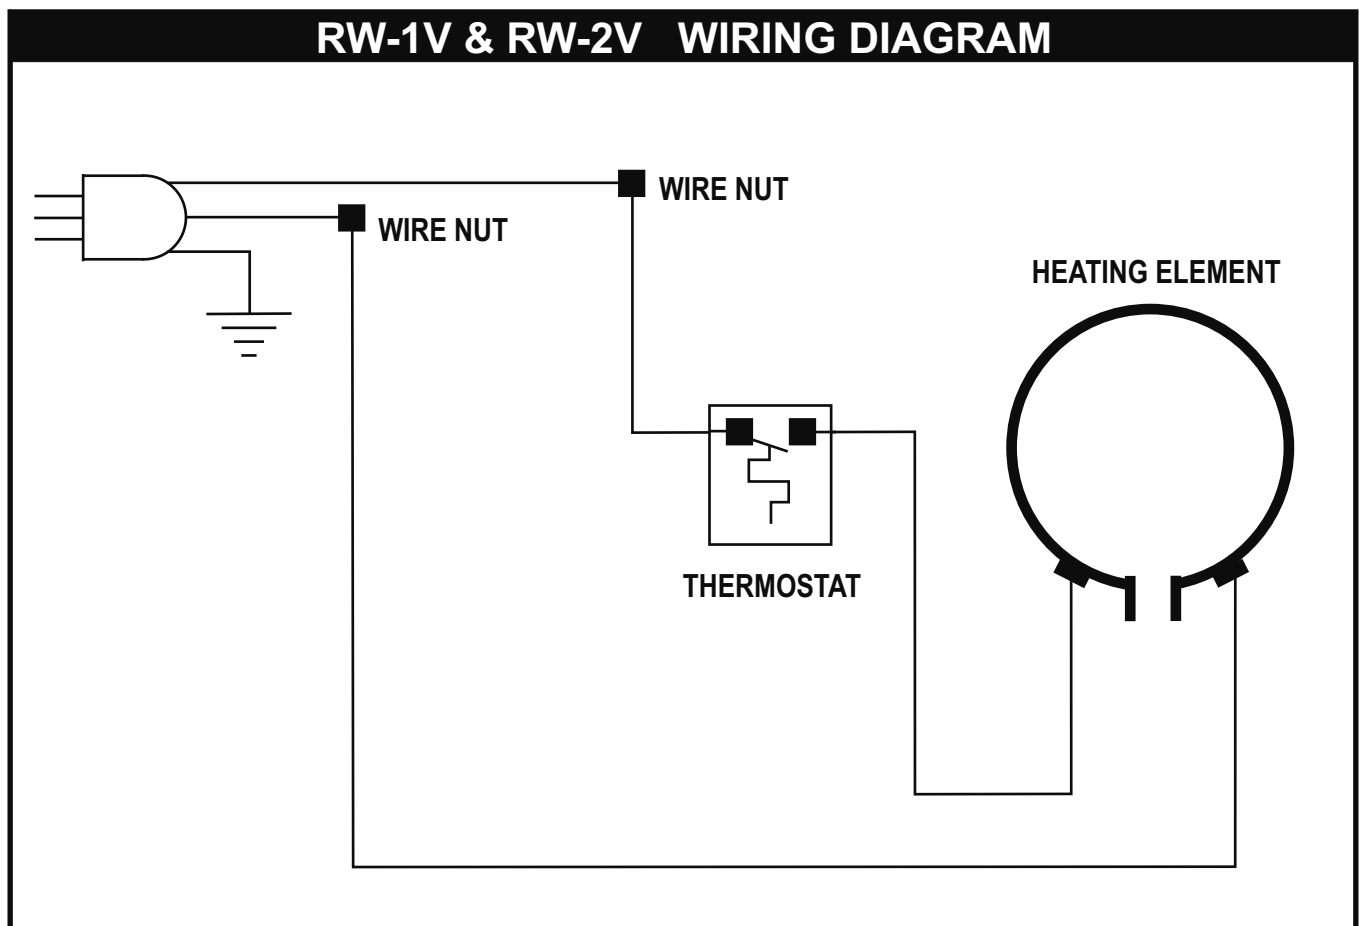 RW-1V & RW-2V WIRING DIAGRAM
WIRE NUT
WIRE NUT
HEATING ELEMENT
THERMOSTAT